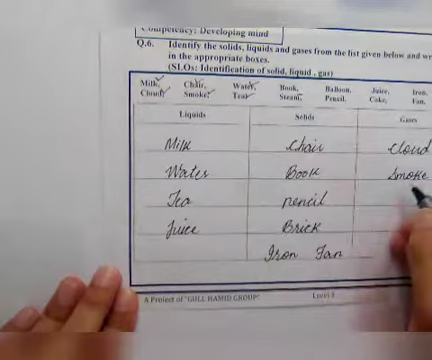 Competency: Developing mind
Q.6. Identify the solids, liquids and gases from the list given below and
in the appropriate boxes.
(SLOs: Identification of solid, liquid , gas)
Milk, Chair, Water, Book, Balloon, Juice, Iron,
Cloud, Smoke, Tea, Steam, Pencil, Coke, Fan,
Liquids Solids Gases
Milk Chair Cloud
Water Book Smoke
Tea pencil
Juice Brick
Iron Fan
A Project of "GULL HAMID GROUP" Level